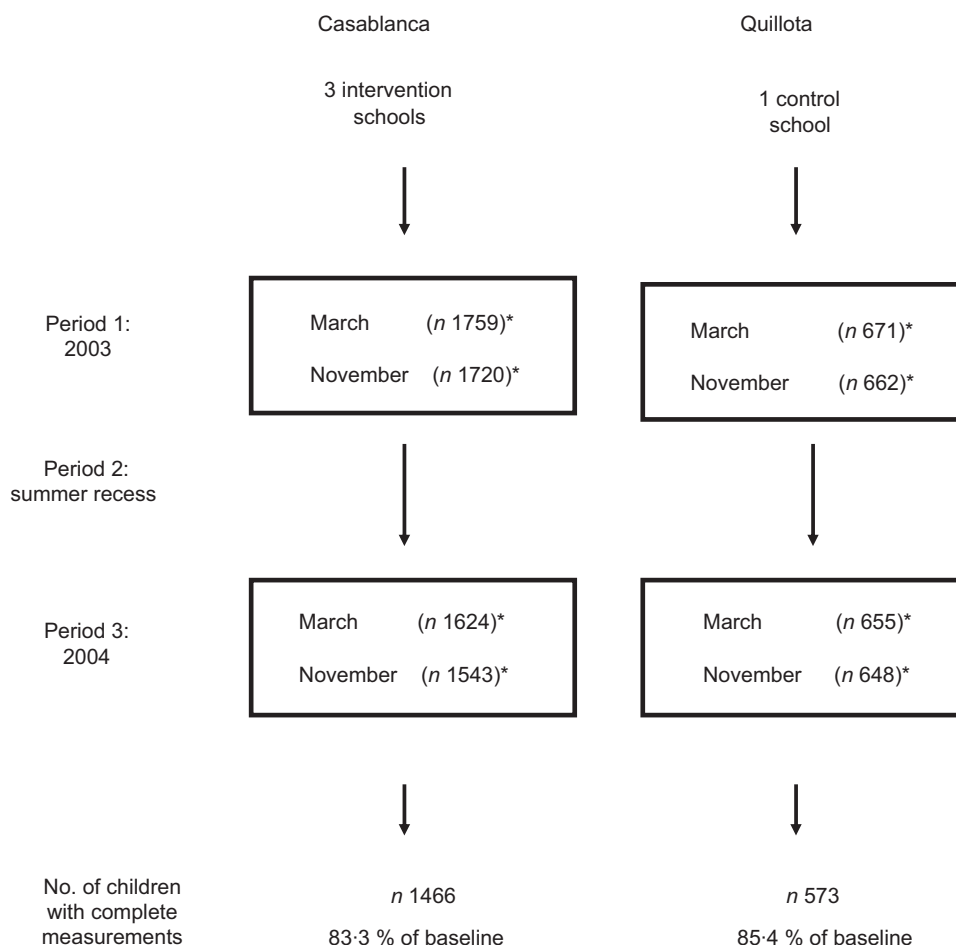 Casablanca
Quillota
3 intervention
schools
1 control
school
Period 1:
2003
March (n 1759)*
November (n 1720)*
March (n 671)*
November (n 662)*
Period 2:
summer recess
Period 3:
2004
March (n 1624)*
November (n 1543)*
March (n 655)*
November (n 648)*
No. of children
with complete
measurements
n 1466
83·3 % of baseline
n 573
85·4 % of baseline